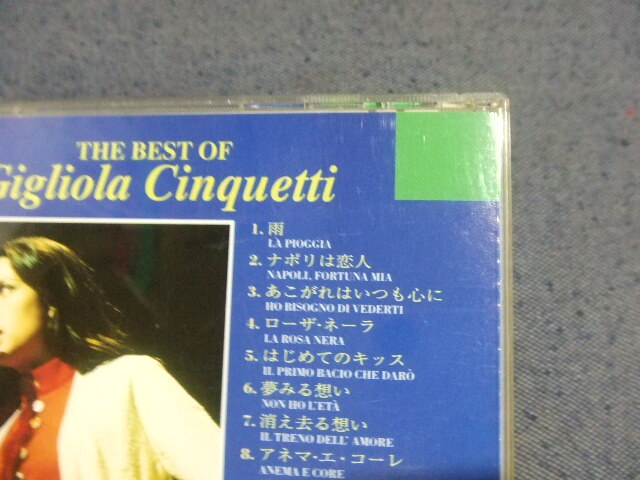 THE BEST OF
Gigliola Cinquetti
1. 雨
LA PIOGGIA
2. ナポリは恋人
NAPOLI, FORTUNA MIA
3. あこがれはいつも心に
HO BISOGNO DI VEDERTI
4. ローザ・ネーラ
LA ROSA NERA
5. はじめてのキッス
IL PRIMO BACIO CHE DARÒ
6. 夢みる想い
NON HO L'ETÀ
7. 消え去る想い
IL TRENO DELL' AMORE
8. アネマ・エ・コーレ
ANEMA E CORE